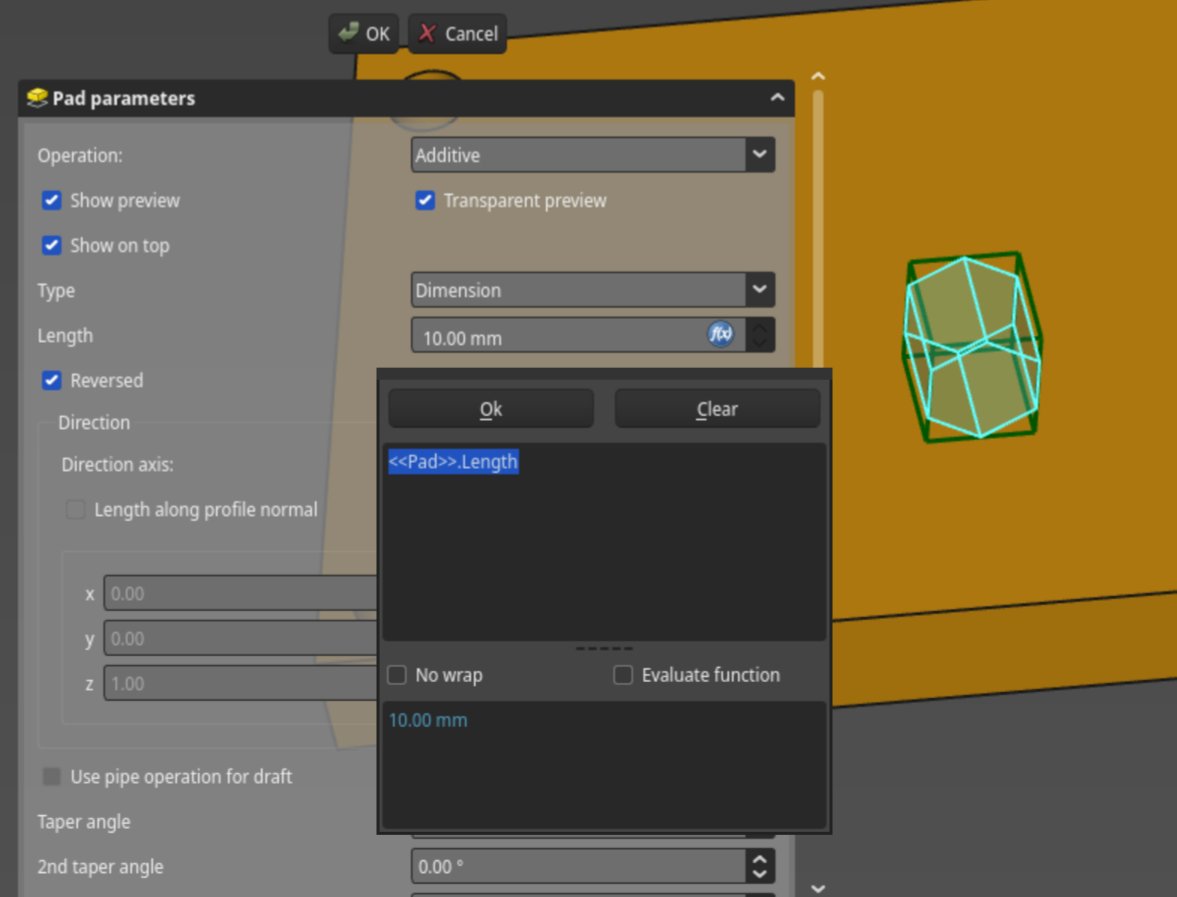 OK Cancel
Pad parameters
Operation: Additive
Show preview Transparent preview
Show on top
Type Dimension
Length 10.00 mm f(x)
Reversed
Ok Clear
Direction
<<Pad>>.Length
Direction axis:
Length along profile normal
x 0.00
y 0.00
No wrap Evaluate function
z 1.00
10.00 mm
Use pipe operation for draft
Taper angle
2nd taper angle 0.00 °